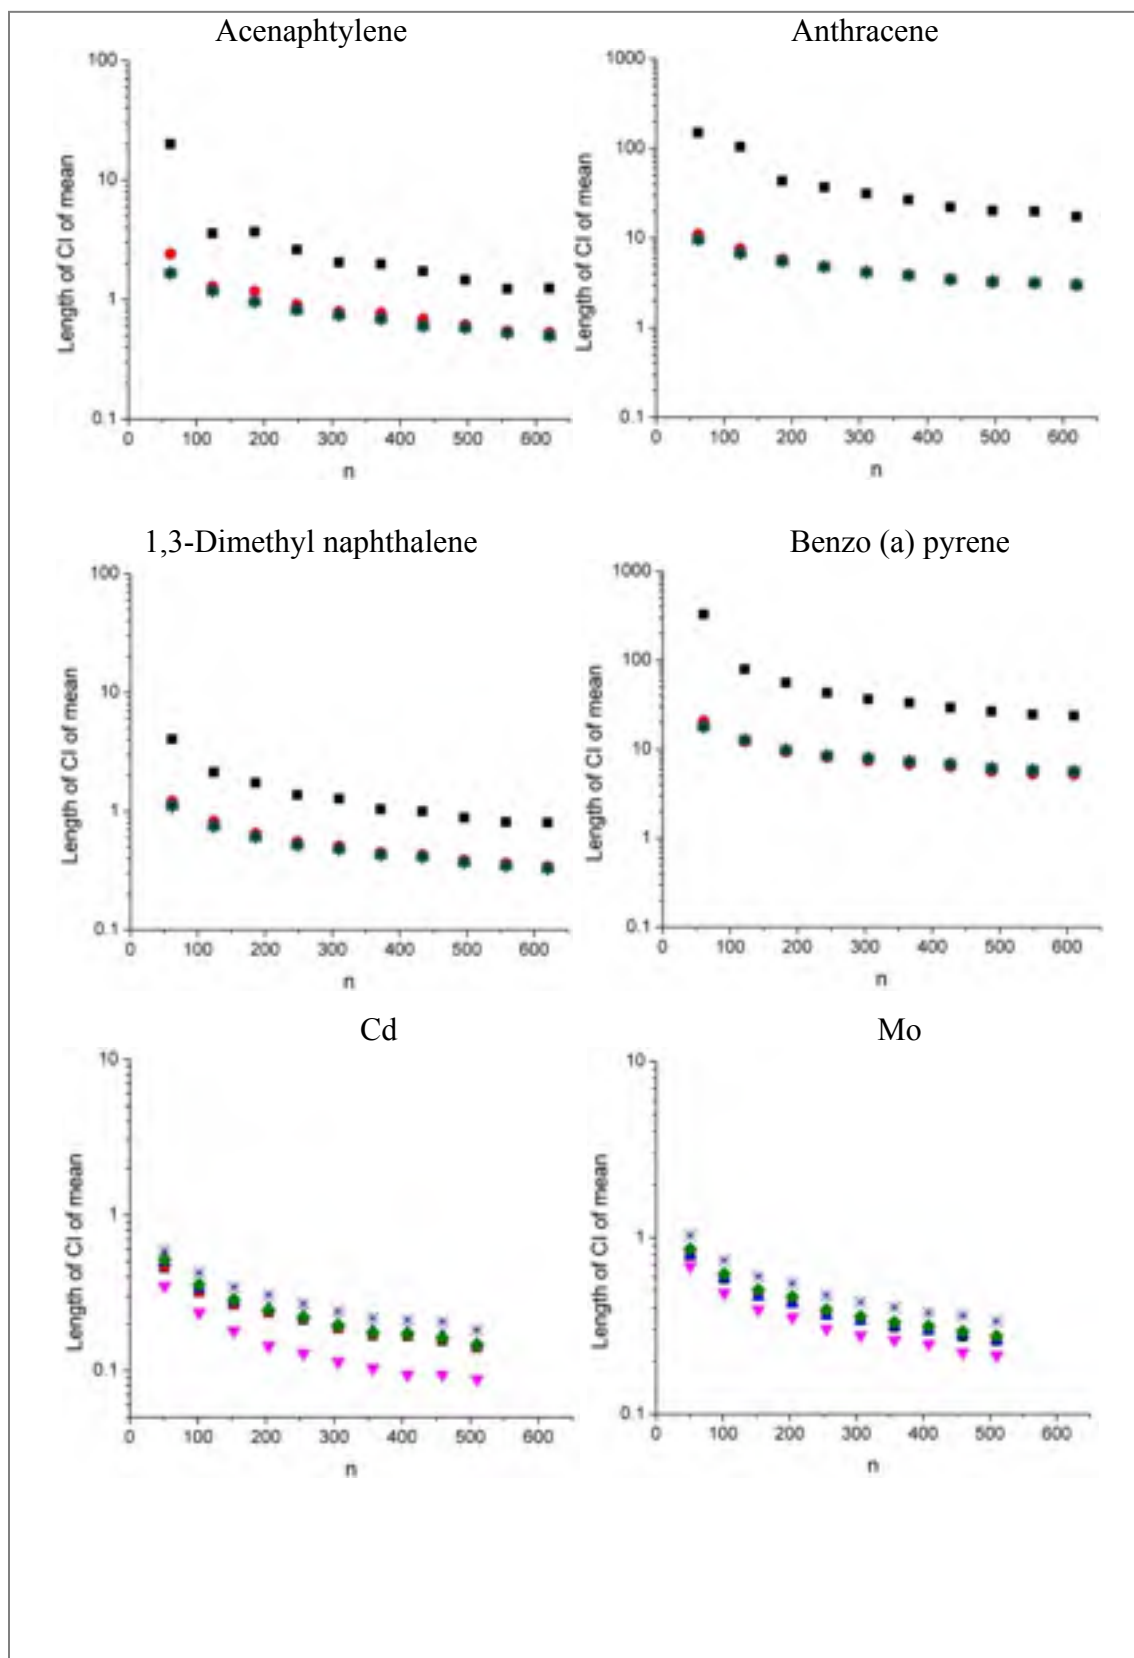 Acenaphtylene
100
10
1
0.1
Length of CI of mean
0 100 200 300 400 500 600
n
Anthracene
1000
100
10
1
0.1
Length of CI of mean
0 100 200 300 400 500 600
n
1,3-Dimethyl naphthalene
100
10
1
0.1
Length of CI of mean
0 100 200 300 400 500 600
n
Benzo (a) pyrene
1000
100
10
1
0.1
Length of CI of mean
0 100 200 300 400 500 600
n
Cd
10
1
0.1
Length of CI of mean
0 100 200 300 400 500 600
n
Mo
10
1
0.1
Length of CI of mean
0 100 200 300 400 500 600
n